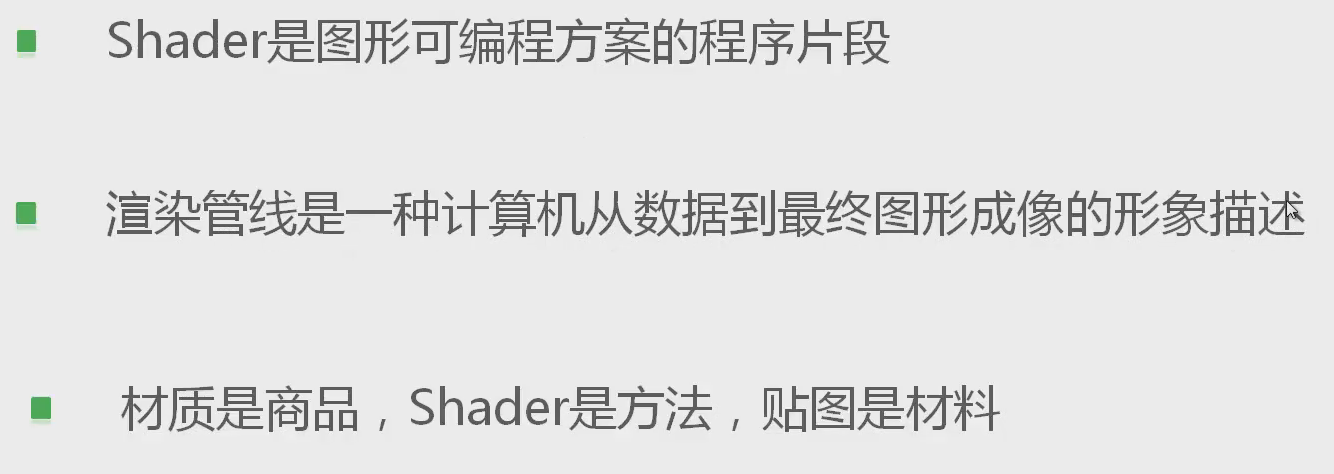 Shader是图形可编程方案的程序片段
渲染管线是一种计算机从数据到最终图形成像的形象描述
材质是商品，Shader是方法，贴图是材料